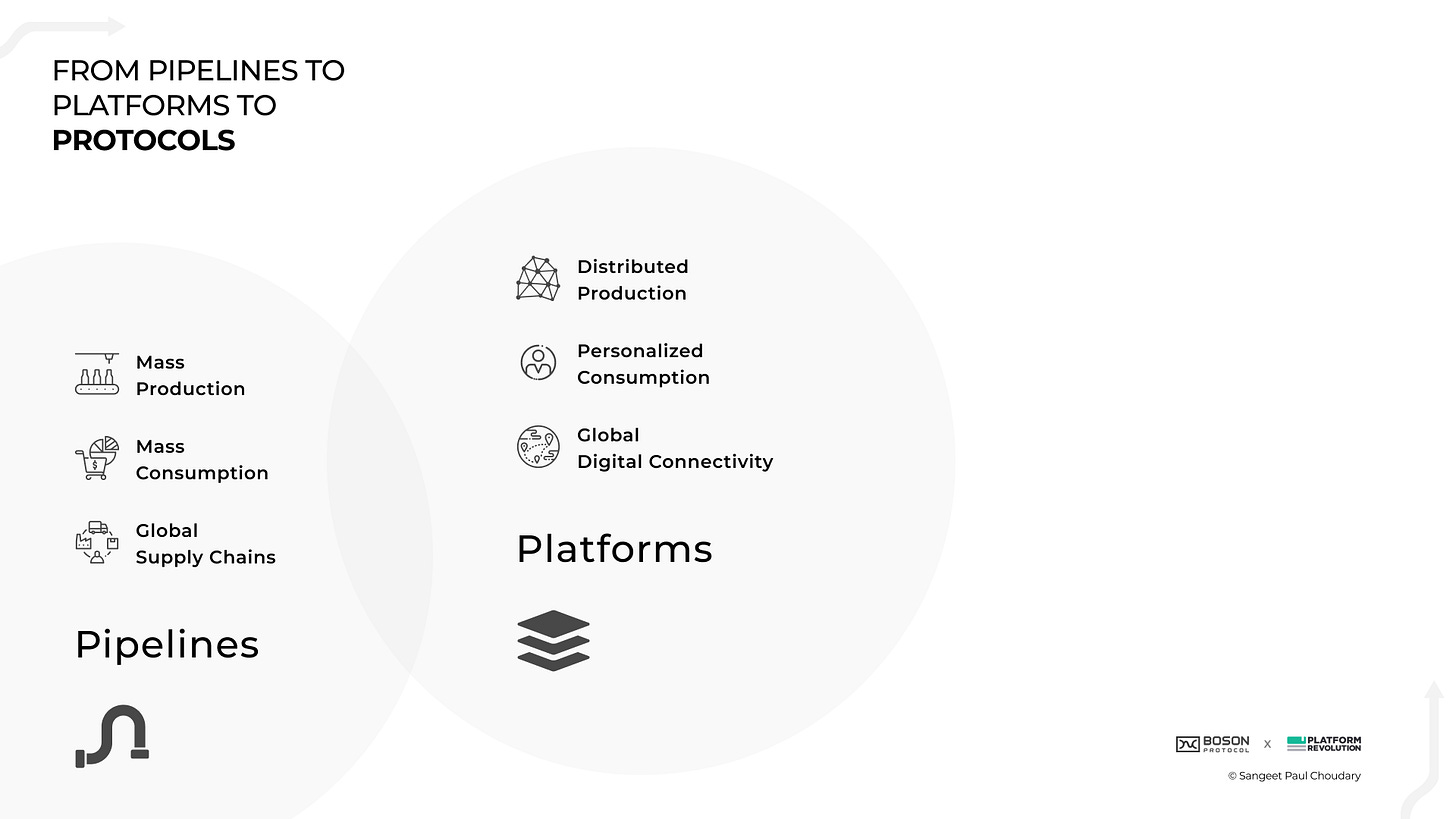 FROM PIPELINES TO
PLATFORMS TO
PROTOCOLS
Mass
Production
Mass
Consumption
Global
Supply Chains
Pipelines
Distributed
Production
Personalized
Consumption
Global
Digital Connectivity
Platforms
BOSON
PROTOCOL
x
PLATFORM
REVOLUTION
© Sangeet Paul Choudary